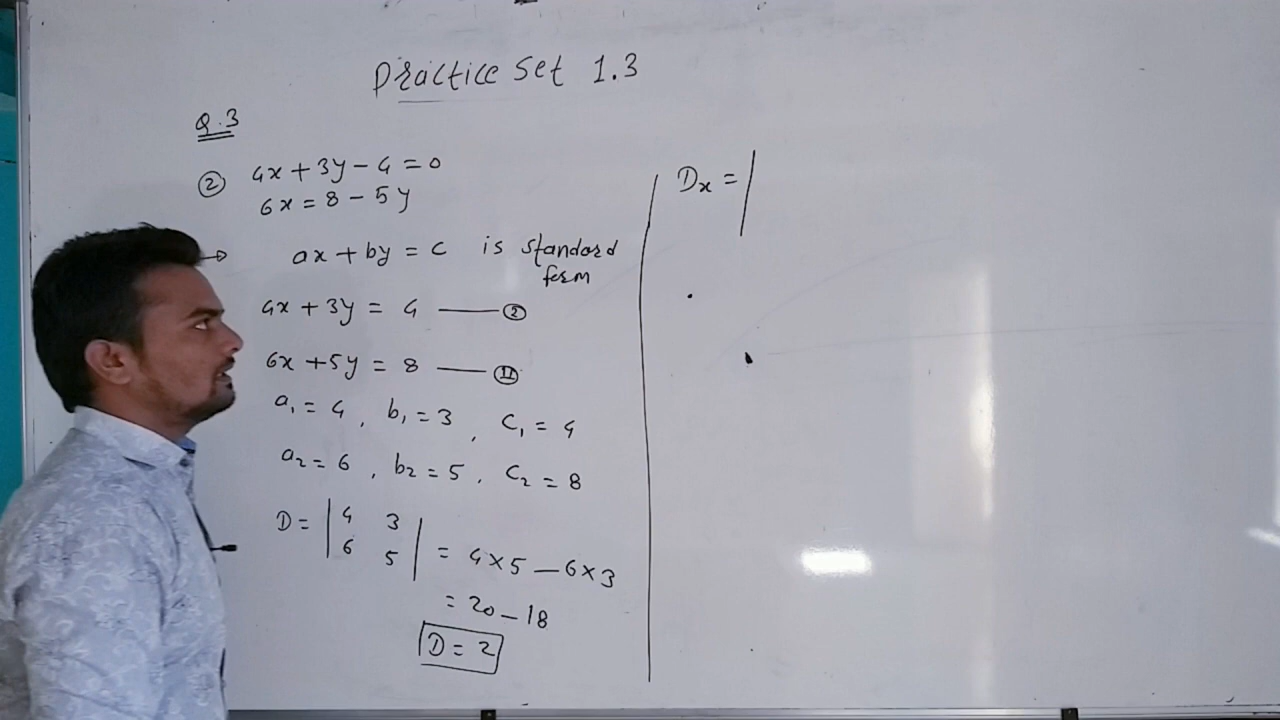 Practice Set 1.3
Q.3
② 4x + 3y - 4 = 0
6x = 8 - 5y
→ ax + by = c is standard
form
4x + 3y = 4 —— ②
6x + 5y = 8 —— ⑪
a₁ = 4 , b₁ = 3 , c₁ = 4
a₂ = 6 , b₂ = 5 , c₂ = 8
D = | 4 3
6 5 | = 4 × 5 — 6 × 3
= 20 - 18
D = 2
Dx = |